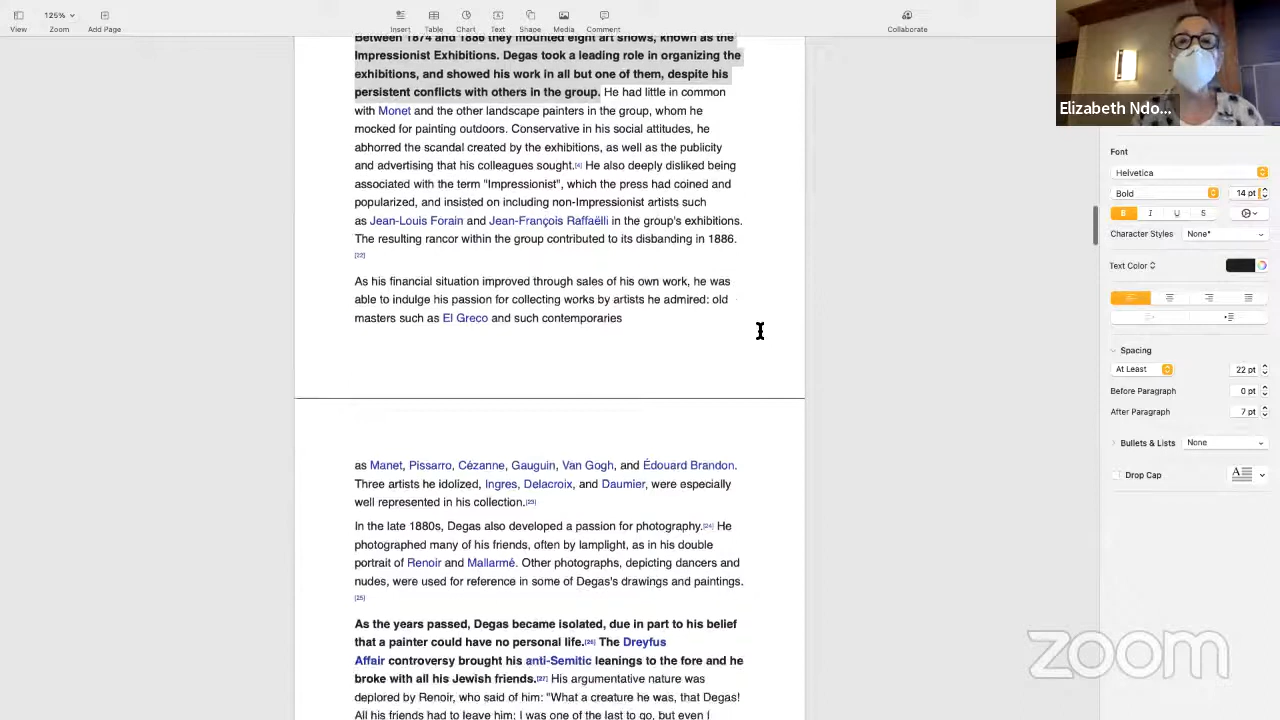 View
125%
Zoom
Add Page
Insert
Table
Chart
Text
Shape
Media
Comment
Collaborate
Elizabeth Ndo...
Between 1874 and 1886 they mounted eight art shows, known as the
Impressionist Exhibitions. Degas took a leading role in organizing the
exhibitions, and showed his work in all but one of them, despite his
persistent conflicts with others in the group. He had little in common
with Monet and the other landscape painters in the group, whom he
mocked for painting outdoors. Conservative in his social attitudes, he
abhorred the scandal created by the exhibitions, as well as the publicity
and advertising that his colleagues sought.[4] He also deeply disliked being
associated with the term "Impressionist", which the press had coined and
popularized, and insisted on including non-Impressionist artists such
as Jean-Louis Forain and Jean-François Raffaëlli in the group's exhibitions.
The resulting rancor within the group contributed to its disbanding in 1886.
[22]
As his financial situation improved through sales of his own work, he was
able to indulge his passion for collecting works by artists he admired: old
masters such as El Greco and such contemporaries
as Manet, Pissarro, Cézanne, Gauguin, Van Gogh, and Édouard Brandon.
Three artists he idolized, Ingres, Delacroix, and Daumier, were especially
well represented in his collection.[23]
In the late 1880s, Degas also developed a passion for photography.[24] He
photographed many of his friends, often by lamplight, as in his double
portrait of Renoir and Mallarmé. Other photographs, depicting dancers and
nudes, were used for reference in some of Degas's drawings and paintings.
[25]
As the years passed, Degas became isolated, due in part to his belief
that a painter could have no personal life.[26] The Dreyfus
Affair controversy brought his anti-Semitic leanings to the fore and he
broke with all his Jewish friends.[27] His argumentative nature was
deplored by Renoir, who said of him: "What a creature he was, that Degas!
All his friends had to leave him; I was one of the last to go, but even I
Font
Helvetica
Bold
14 pt
B
I
U
S
Character Styles
None*
Text Color
Spacing
At Least
22 pt
Before Paragraph
0 pt
After Paragraph
7 pt
Bullets & Lists
None
Drop Cap
A
zoom